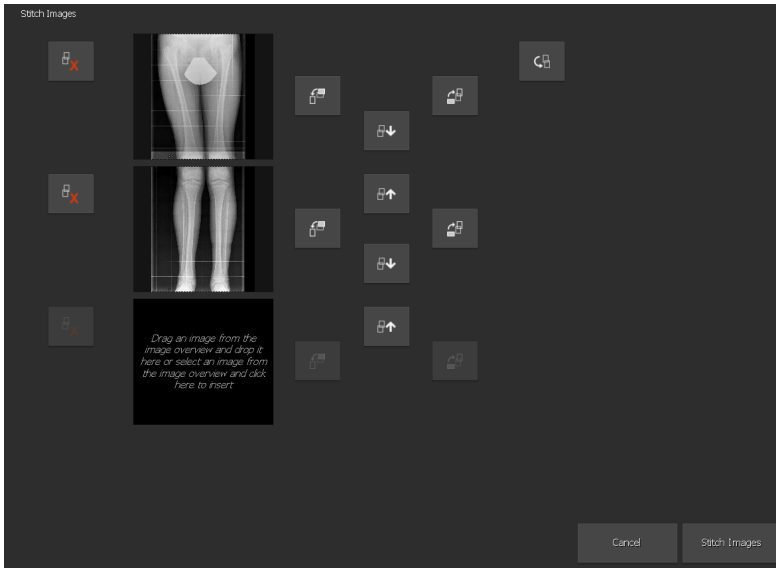 Stitch Images
Drag an image from the
image overview and drop it
here or select an image from
the image overview and click
here to insert
Cancel
Stitch Images